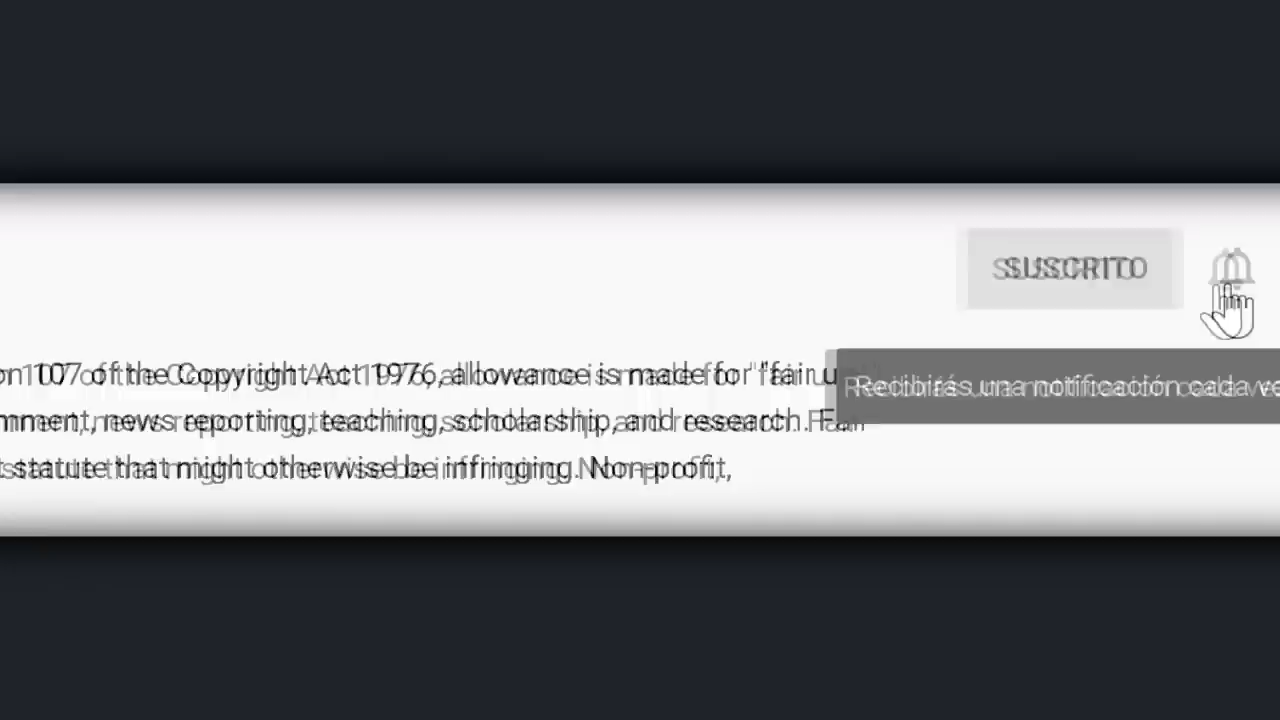 SUSCRITO
107 of the Copyright Act 1976, allowance is made for "fair
Recibirás una notificación cada
news reporting, teaching, scholarship, and research. Fair
statute that might otherwise be infringing. Non-profit,